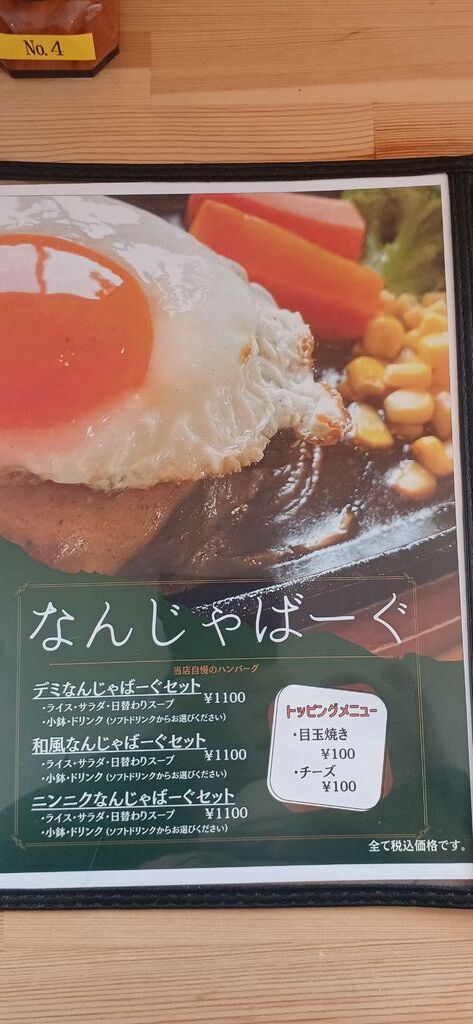 No. 4
なんじゃばーぐ
当店自慢のハンバーグ
デミなんじゃばーぐセット
・ライス・サラダ・日替わりスープ ¥1100
・小鉢・ドリンク (ソフトドリンクからお選びください)
和風なんじゃばーぐセット
・ライス・サラダ・日替わりスープ ¥1100
・小鉢・ドリンク (ソフトドリンクからお選びください)
ニンニクなんじゃばーぐセット
・ライス・サラダ・日替わりスープ ¥1100
・小鉢・ドリンク (ソフトドリンクからお選びください)
トッピングメニュー
・目玉焼き
¥100
・チーズ
¥100
全て税込価格です。